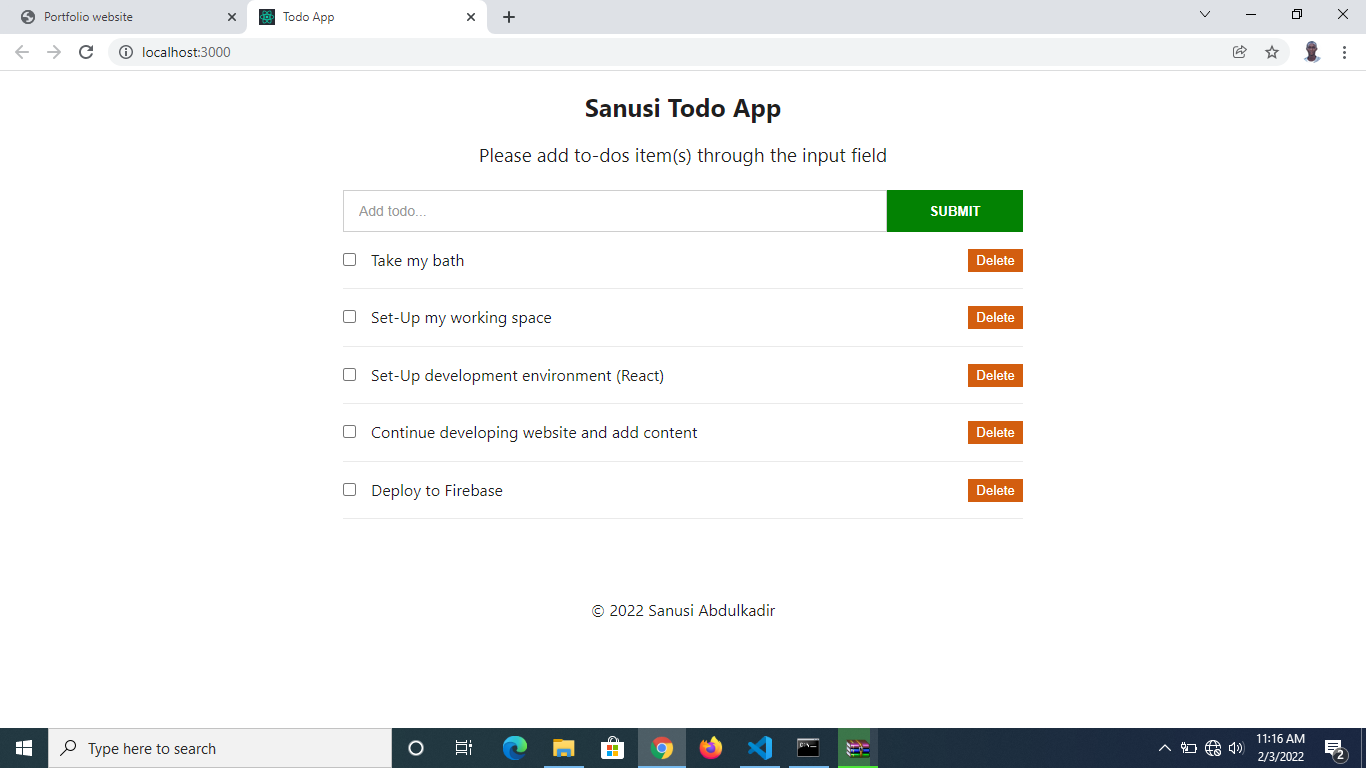 Portfolio website
Todo App
localhost:3000
Sanusi Todo App
Please add to-dos item(s) through the input field
Add todo...
SUBMIT
Take my bath
Delete
Set-Up my working space
Delete
Set-Up development environment (React)
Delete
Continue developing website and add content
Delete
Deploy to Firebase
Delete
© 2022 Sanusi Abdulkadir
Type here to search
11:16 AM
2/3/2022
2